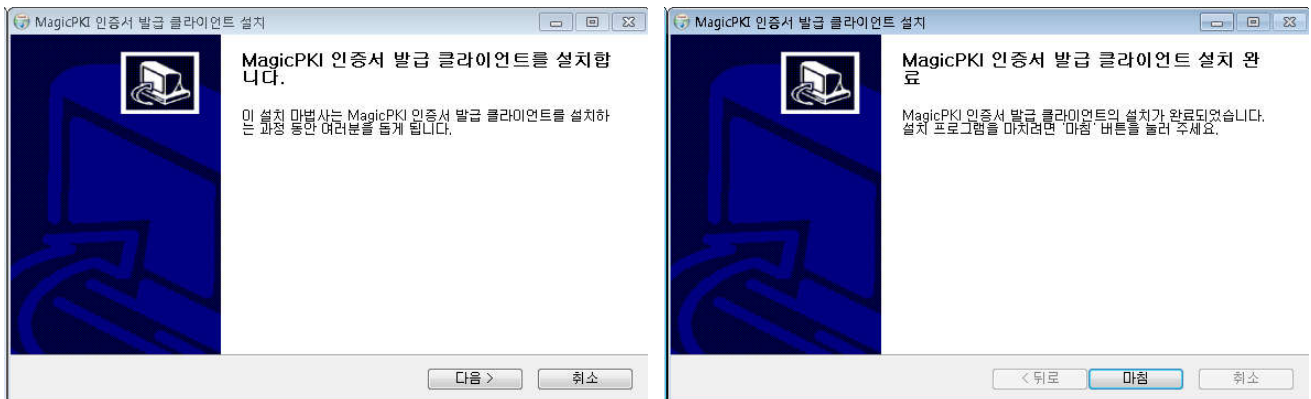 MagicPKI 인증서 발급 클라이언트 설치
MagicPKI 인증서 발급 클라이언트를 설치합
니다.
이 설치 마법사는 MagicPKI 인증서 발급 클라이언트를 설치하
는 과정 동안 여러분을 돕게 됩니다.
다음 >
취소
MagicPKI 인증서 발급 클라이언트 설치
MagicPKI 인증서 발급 클라이언트 설치 완
료
MagicPKI 인증서 발급 클라이언트의 설치가 완료되었습니다.
설치 프로그램을 마치려면 '마침' 버튼을 눌러 주세요.
< 뒤로
마침
취소